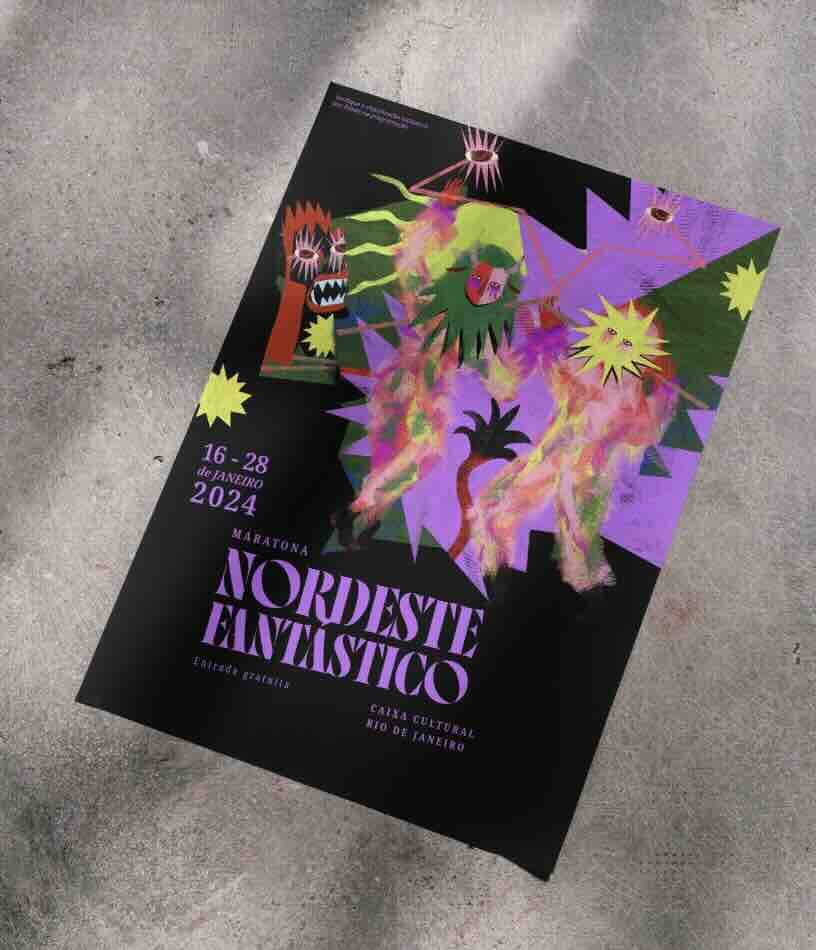 16 - 28
de JANEIRO
2024
MARATONA
NORDESTE
FANTÁSTICO
Entrada gratuita
CAIXA CULTURAL
RIO DE JANEIRO